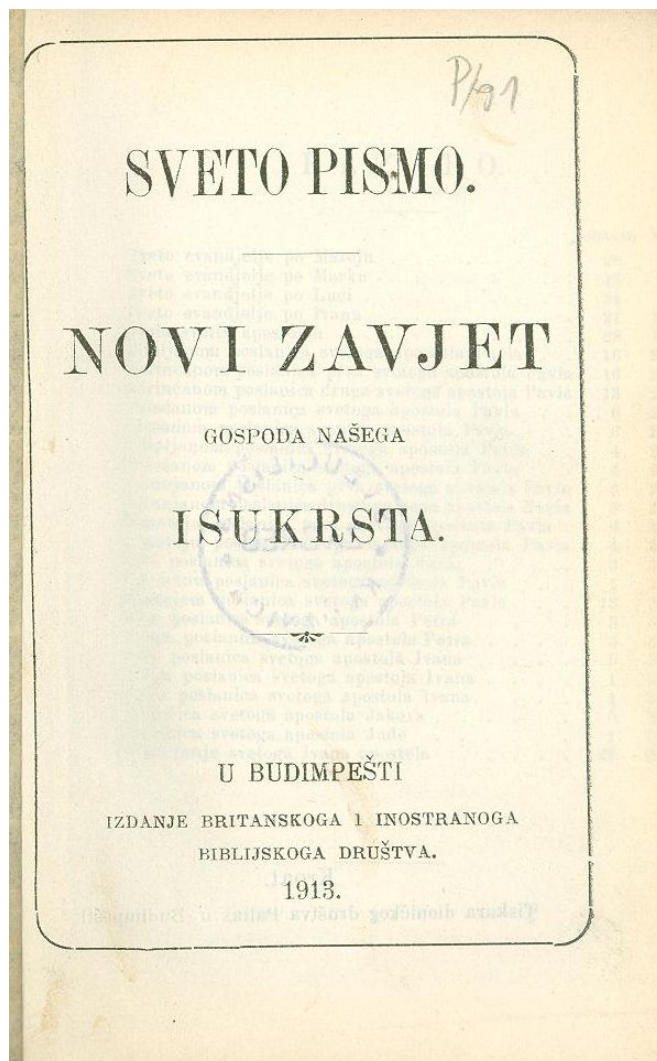 P/91
SVETO PISMO.
NOVI ZAVJET
GOSPODA NAŠEGA
ISUKRSTA.
U BUDIMPEŠTI
IZDANJE BRITANSKOGA I INOSTRANOGA
BIBLIJSKOGA DRUŠTVA.
1913.